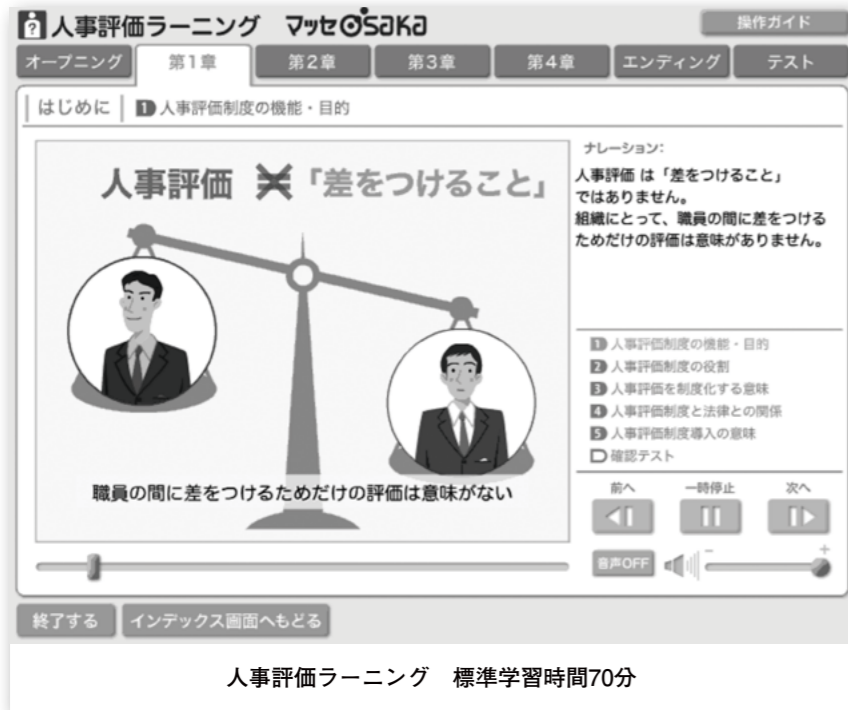 人事評価ラーニング マッセOSaKa
操作ガイド
オープニング 第1章 第2章 第3章 第4章 エンディング テスト
はじめに 1 人事評価制度の機能・目的
人事評価 ≠「差をつけること」
職員の間に差をつけるためだけの評価は意味がない
ナレーション:
人事評価 は「差をつけること」
ではありません。
組織にとって、職員の間に差をつける
ためだけの評価は意味がありません。
1 人事評価制度の機能・目的
2 人事評価制度の役割
3 人事評価を制度化する意味
4 人事評価制度と法律との関係
5 人事評価制度導入の意味
確認テスト
前へ 一時停止 次へ
音声OFF − +
終了する インデックス画面へもどる
人事評価ラーニング 標準学習時間70分